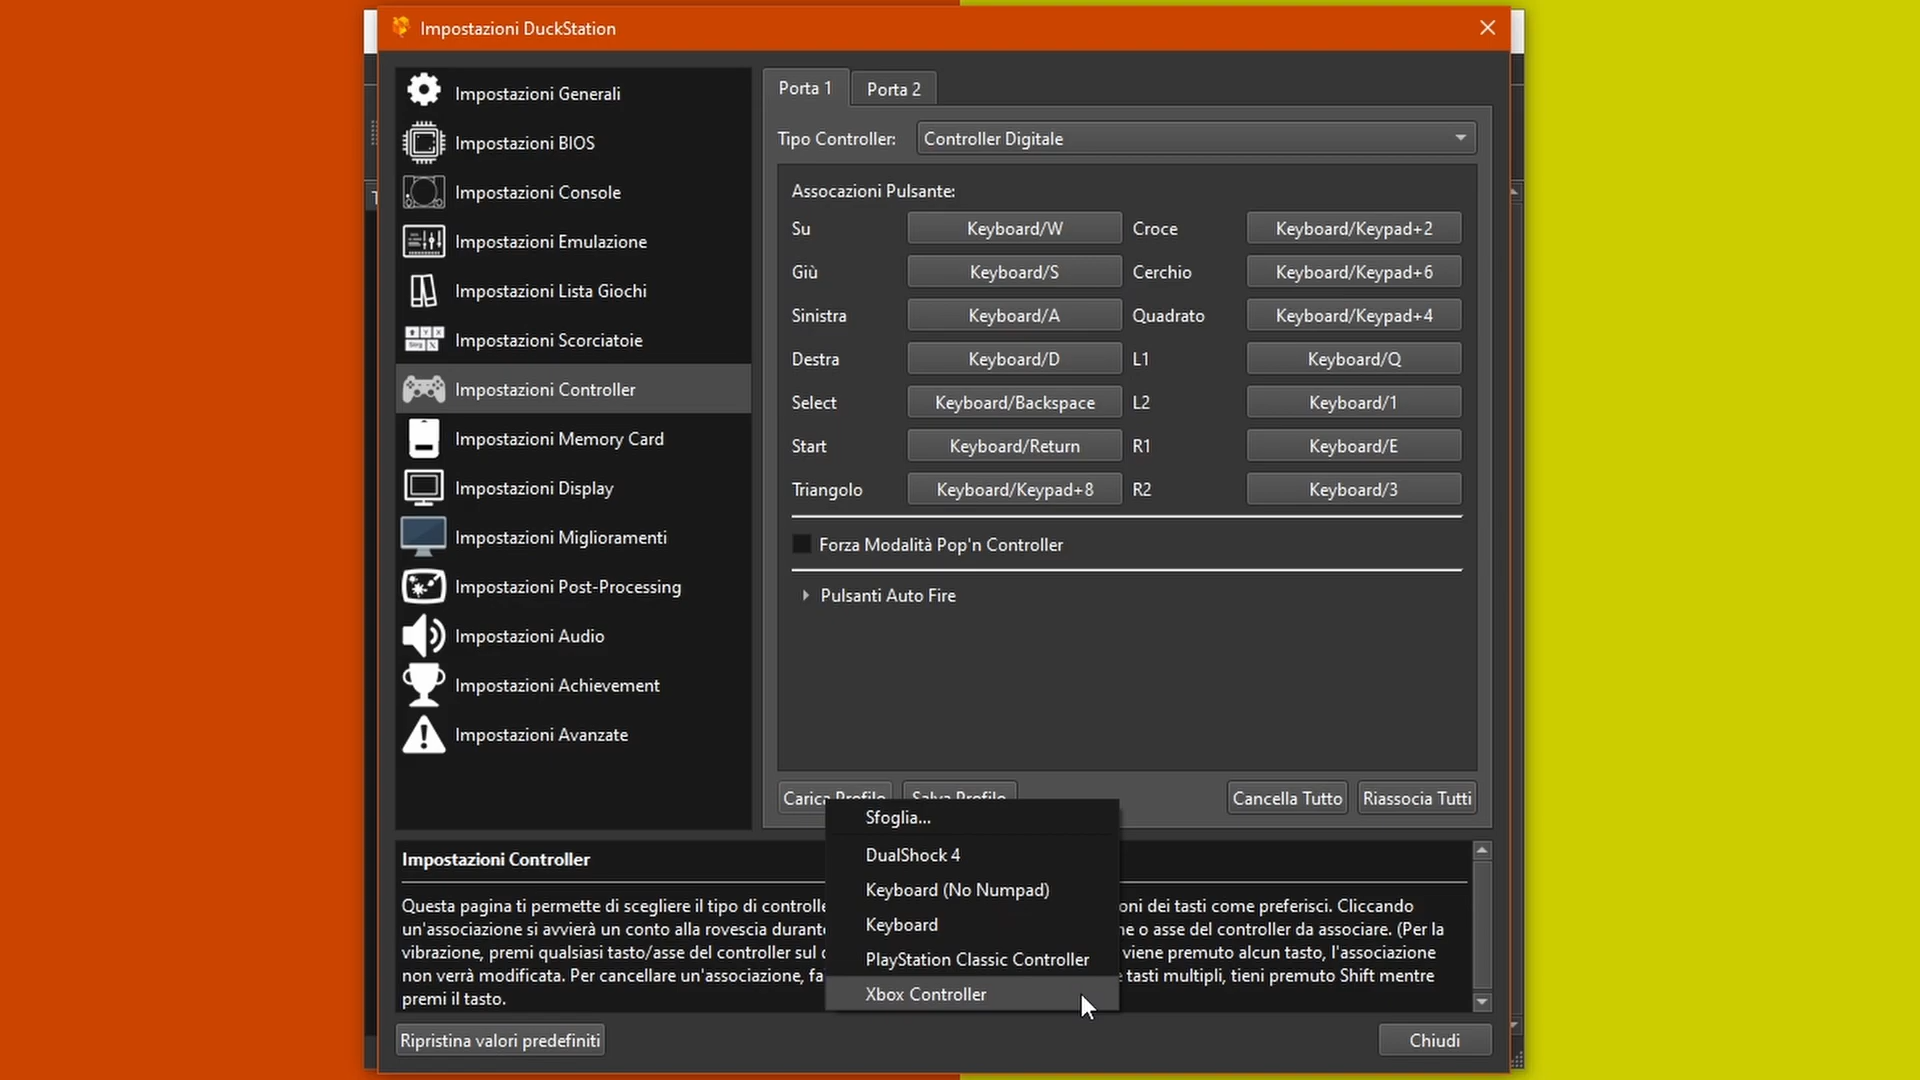 Impostazioni DuckStation
Impostazioni Generali
Impostazioni BIOS
Impostazioni Console
Impostazioni Emulazione
Impostazioni Lista Giochi
Impostazioni Scorciatoie
Impostazioni Controller
Impostazioni Memory Card
Impostazioni Display
Impostazioni Miglioramenti
Impostazioni Post-Processing
Impostazioni Audio
Impostazioni Achievement
Impostazioni Avanzate
Porta 1 Porta 2
Tipo Controller: Controller Digitale
Assocazioni Pulsante:
Su Keyboard/W Croce Keyboard/Keypad+2
Giù Keyboard/S Cerchio Keyboard/Keypad+6
Sinistra Keyboard/A Quadrato Keyboard/Keypad+4
Destra Keyboard/D L1 Keyboard/Q
Select Keyboard/Backspace L2 Keyboard/1
Start Keyboard/Return R1 Keyboard/E
Triangolo Keyboard/Keypad+8 R2 Keyboard/3
Forza Modalità Pop'n Controller
Pulsanti Auto Fire
Carica Profilo Salva Profilo Cancella Tutto Riassocia Tutti
Sfoglia...
DualShock 4
Keyboard (No Numpad)
Keyboard
PlayStation Classic Controller
Xbox Controller
Impostazioni Controller
Questa pagina ti permette di scegliere il tipo di controlle oni dei tasti come preferisci. Cliccando
un'associazione si avvierà un conto alla rovescia durant ne o asse del controller da associare. (Per la
vibrazione, premi qualsiasi tasto/asse del controller sul viene premuto alcun tasto, l'associazione
non verrà modificata. Per cancellare un'associazione, fa tasti multipli, tieni premuto Shift mentre
premi il tasto.
Ripristina valori predefiniti Chiudi